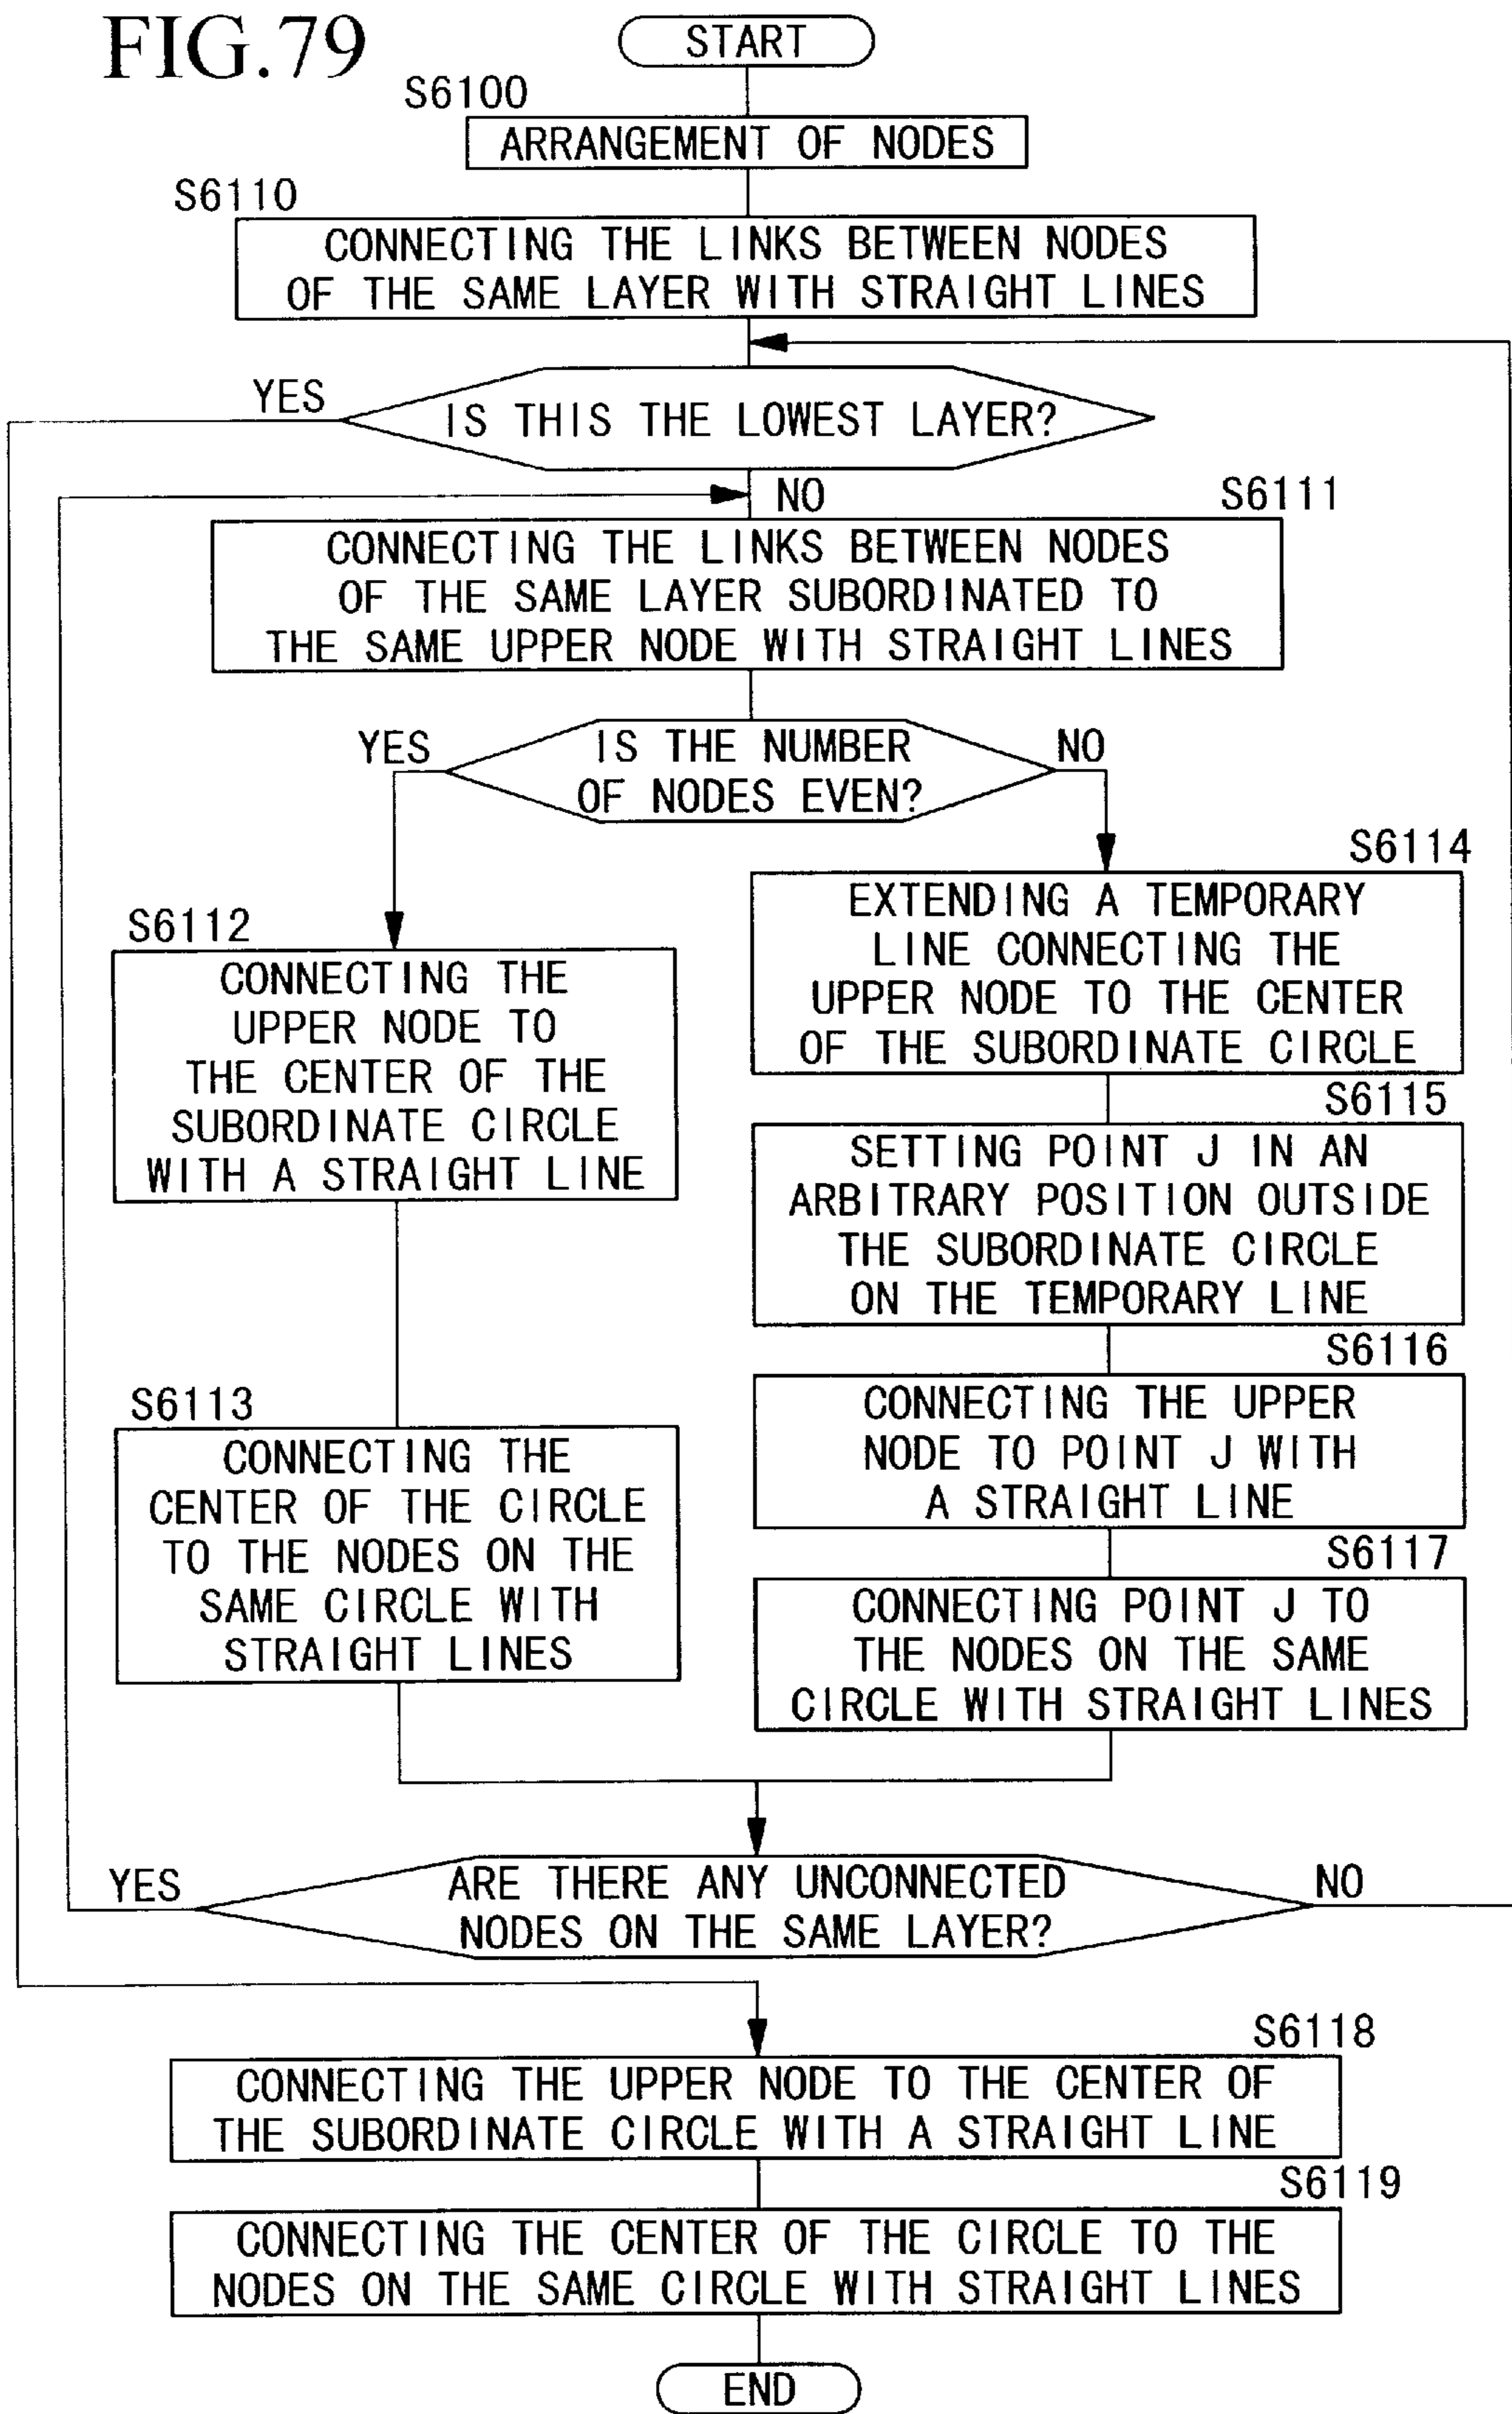 FIG.79
START
S6100
ARRANGEMENT OF NODES
S6110
CONNECTING THE LINKS BETWEEN NODES
OF THE SAME LAYER WITH STRAIGHT LINES
YES
IS THIS THE LOWEST LAYER?
NO
S6111
CONNECTING THE LINKS BETWEEN NODES
OF THE SAME LAYER SUBORDINATED TO
THE SAME UPPER NODE WITH STRAIGHT LINES
YES
IS THE NUMBER
OF NODES EVEN?
NO
S6112
CONNECTING THE
UPPER NODE TO
THE CENTER OF THE
SUBORDINATE CIRCLE
WITH A STRAIGHT LINE
S6113
CONNECTING THE
CENTER OF THE CIRCLE
TO THE NODES ON THE
SAME CIRCLE WITH
STRAIGHT LINES
S6114
EXTENDING A TEMPORARY
LINE CONNECTING THE
UPPER NODE TO THE CENTER
OF THE SUBORDINATE CIRCLE
S6115
SETTING POINT J IN AN
ARBITRARY POSITION OUTSIDE
THE SUBORDINATE CIRCLE
ON THE TEMPORARY LINE
S6116
CONNECTING THE UPPER
NODE TO POINT J WITH
A STRAIGHT LINE
S6117
CONNECTING POINT J TO
THE NODES ON THE SAME
CIRCLE WITH STRAIGHT LINES
YES
ARE THERE ANY UNCONNECTED
NODES ON THE SAME LAYER?
NO
S6118
CONNECTING THE UPPER NODE TO THE CENTER OF
THE SUBORDINATE CIRCLE WITH A STRAIGHT LINE
S6119
CONNECTING THE CENTER OF THE CIRCLE TO THE
NODES ON THE SAME CIRCLE WITH STRAIGHT LINES
END